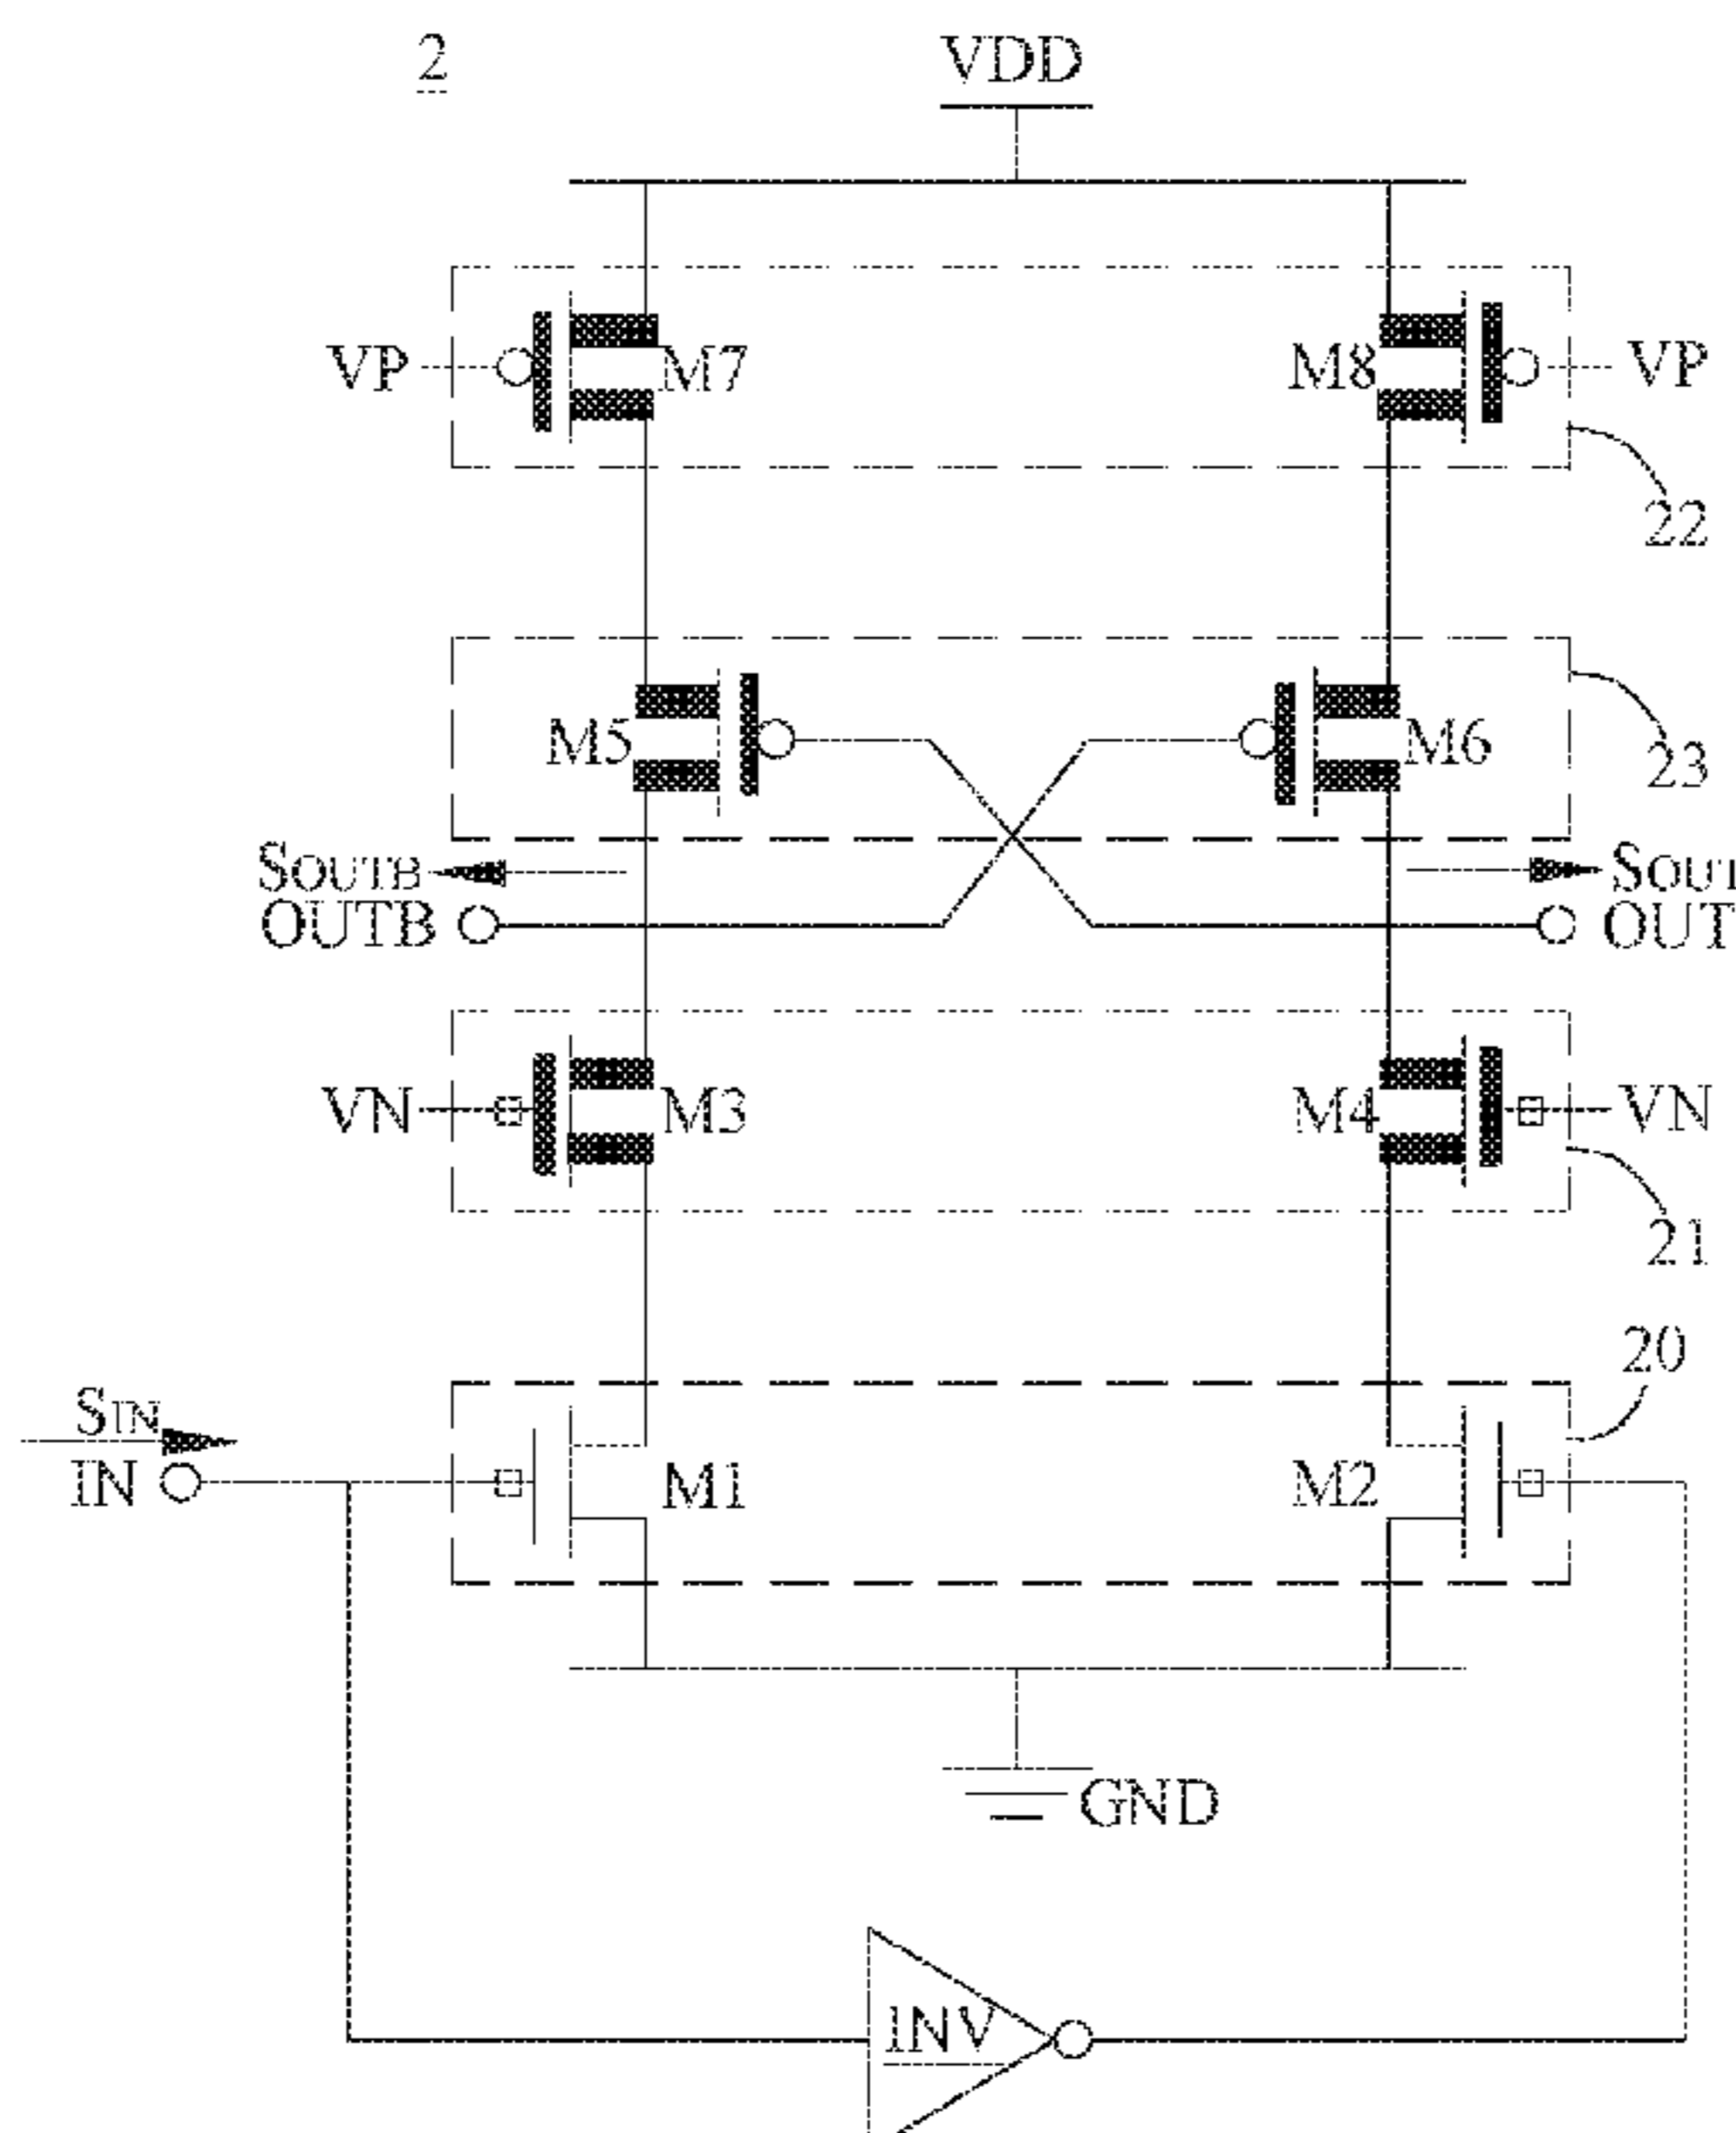 2
VDD
VP M7 M8 VP
22
M5 M6
23
SOUTB SOUT
OUTB OUT
VN M3 M4 VN
21
20
SIN
IN M1 M2
GND
INV